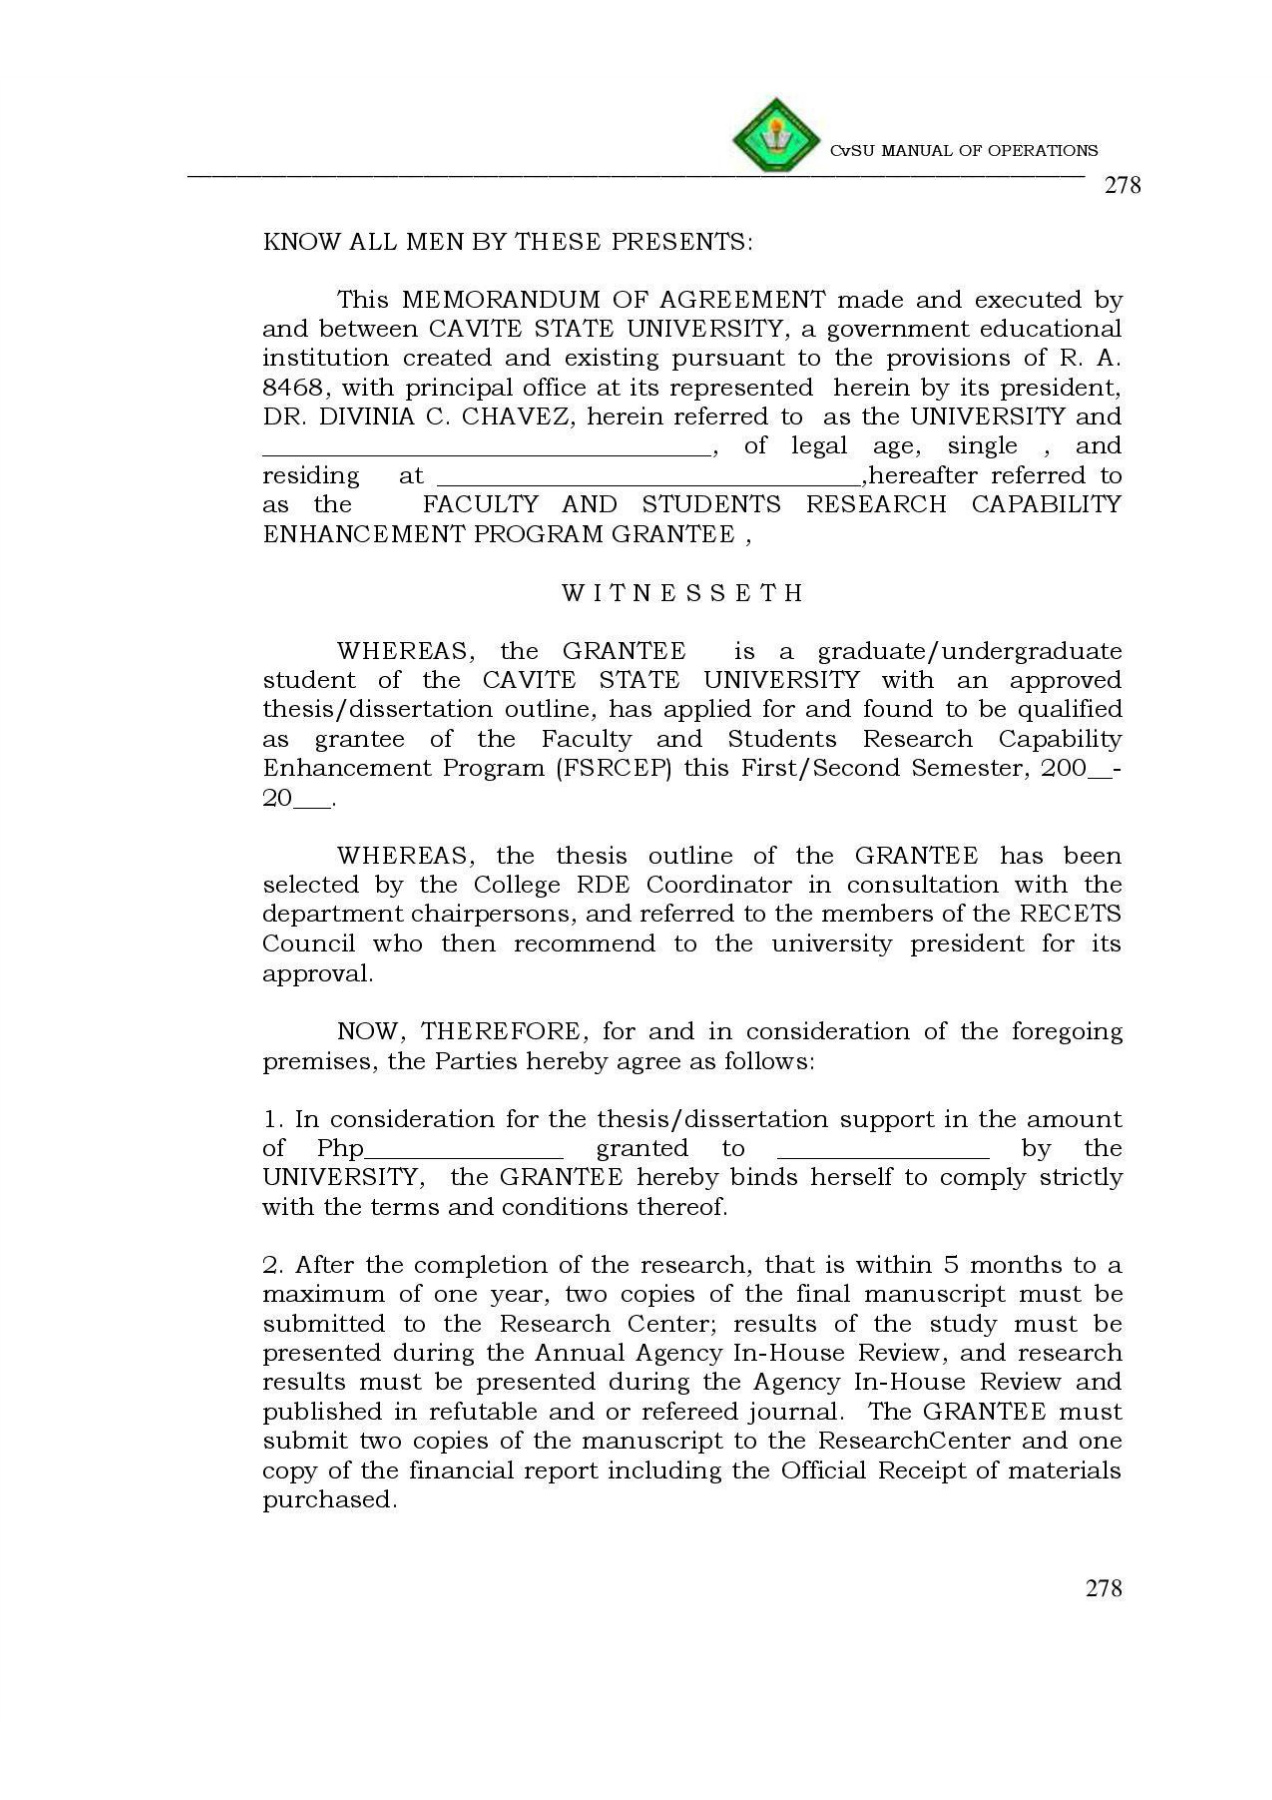 CvSU MANUAL OF OPERATIONS
278
KNOW ALL MEN BY THESE PRESENTS:
This MEMORANDUM OF AGREEMENT made and executed by
and between CAVITE STATE UNIVERSITY, a government educational
institution created and existing pursuant to the provisions of R. A.
8468, with principal office at its represented  herein by its president,
DR. DIVINIA C. CHAVEZ, herein referred to  as the UNIVERSITY and
____________________________________, of legal age, single , and
residing at __________________________________,hereafter referred to
as the FACULTY AND STUDENTS RESEARCH CAPABILITY
ENHANCEMENT PROGRAM GRANTEE ,
W I T N E S S E T H
WHEREAS, the GRANTEE is a graduate/undergraduate
student of the CAVITE STATE UNIVERSITY with an approved
thesis/dissertation outline, has applied for and found to be qualified
as grantee of the Faculty and Students Research Capability
Enhancement Program (FSRCEP) this First/Second Semester, 200__-
20___.
WHEREAS, the thesis outline of the GRANTEE has been
selected by the College RDE Coordinator in consultation with the
department chairpersons, and referred to the members of the RECETS
Council who then recommend to the university president for its
approval.
NOW, THEREFORE, for and in consideration of the foregoing
premises, the Parties hereby agree as follows:
1. In consideration for the thesis/dissertation support in the amount
of Php________________ granted to _________________ by the
UNIVERSITY, the GRANTEE hereby binds herself to comply strictly
with the terms and conditions thereof.
2. After the completion of the research, that is within 5 months to a
maximum of one year, two copies of the final manuscript must be
submitted to the Research Center; results of the study must be
presented during the Annual Agency In-House Review, and research
results must be presented during the Agency In-House Review and
published in refutable and or refereed journal.  The GRANTEE must
submit two copies of the manuscript to the ResearchCenter and one
copy of the financial report including the Official Receipt of materials
purchased.
278